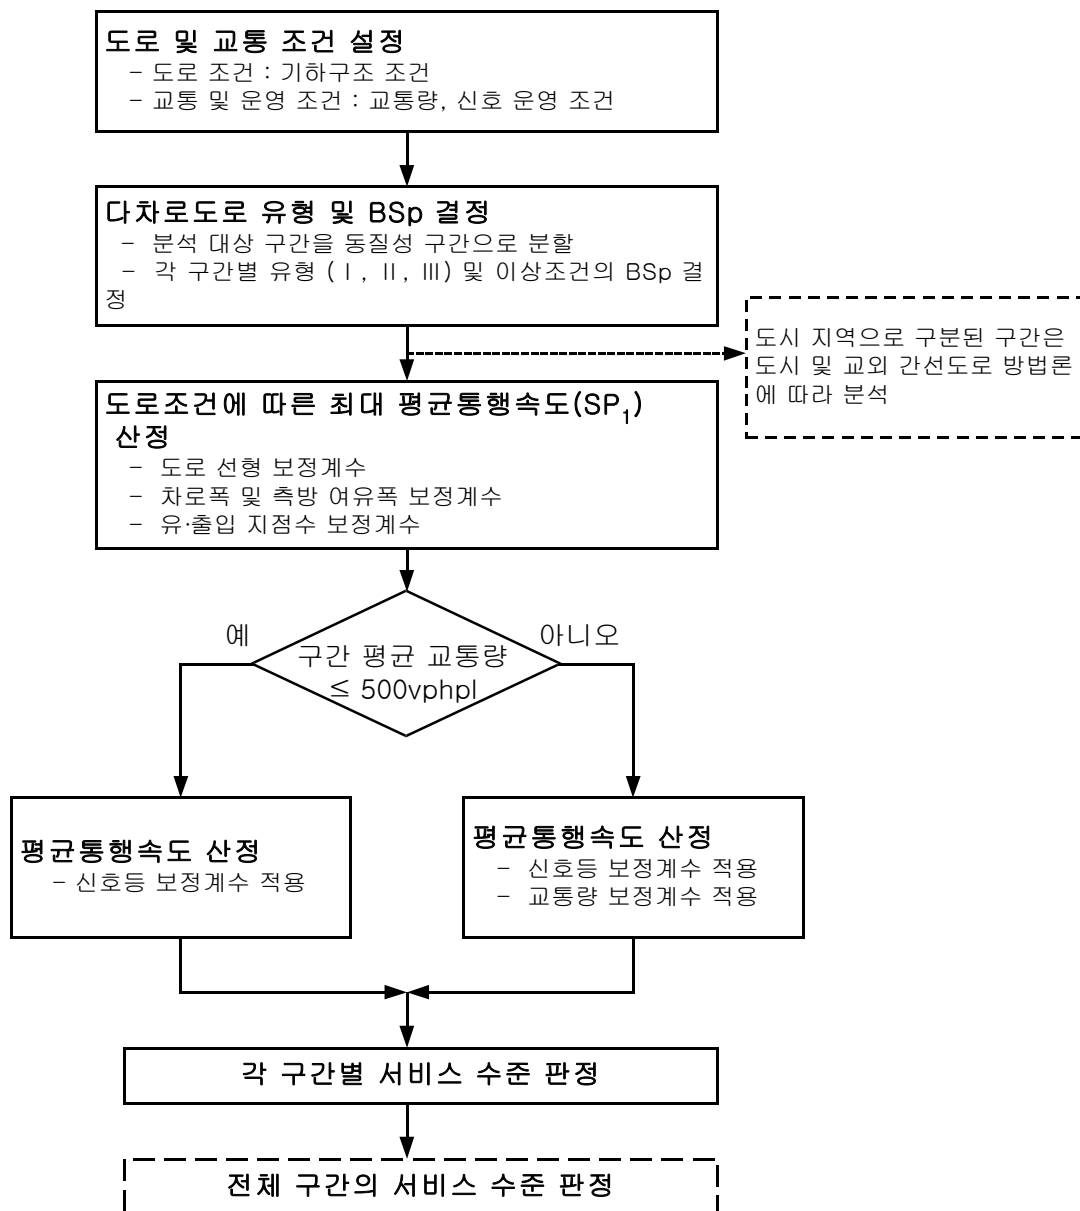 도로 및 교통 조건 설정
- 도로 조건 : 기하구조 조건
- 교통 및 운영 조건 : 교통량, 신호 운영 조건
다차로도로 유형 및 BSp 결정
- 분석 대상 구간을 동질성 구간으로 분할
- 각 구간별 유형 (Ⅰ, Ⅱ, Ⅲ) 및 이상조건의 BSp 결
정
도시 지역으로 구분된 구간은
도시 및 교외 간선도로 방법론
에 따라 분석
도로조건에 따른 최대 평균통행속도(SP₁)
산정
- 도로 선형 보정계수
- 차로폭 및 측방 여유폭 보정계수
- 유·출입 지점수 보정계수
예
아니오
구간 평균 교통량
≤ 500vphpl
평균통행속도 산정
- 신호등 보정계수 적용
평균통행속도 산정
- 신호등 보정계수 적용
- 교통량 보정계수 적용
각 구간별 서비스 수준 판정
전체 구간의 서비스 수준 판정